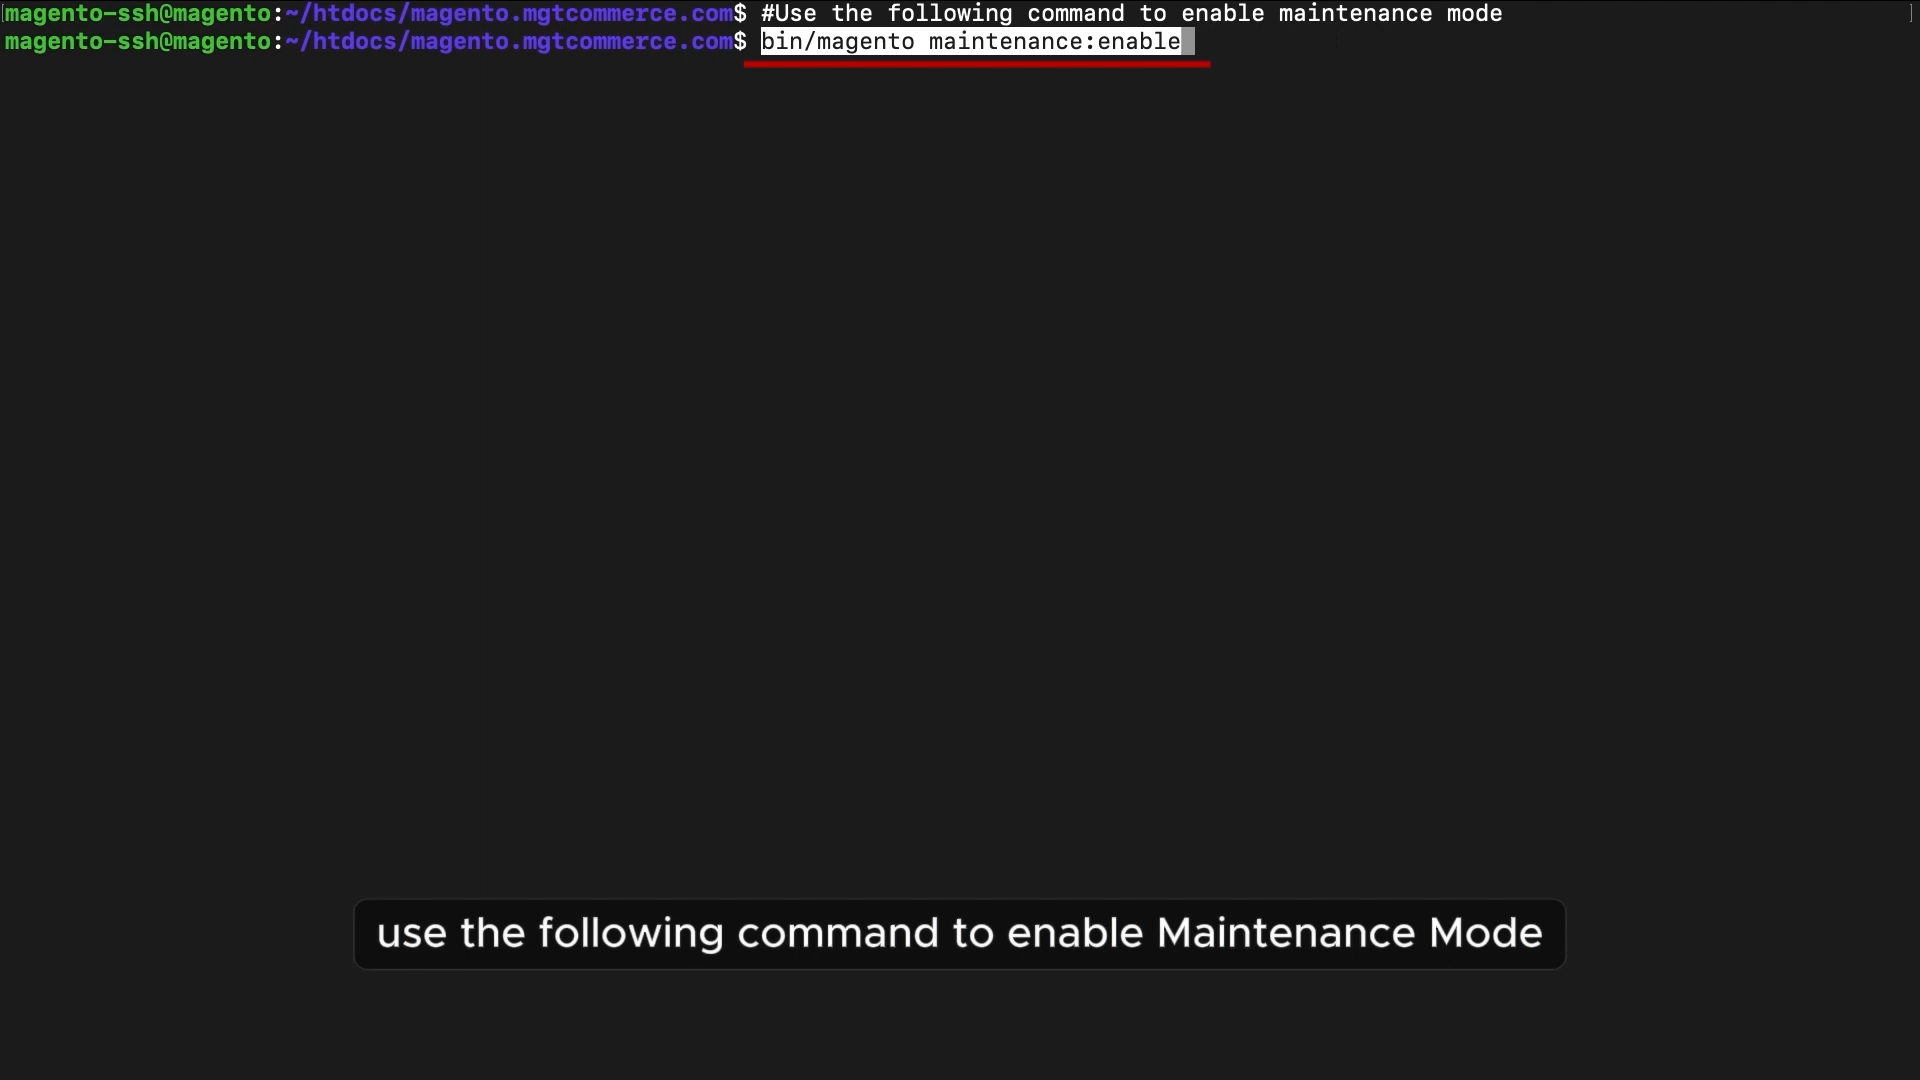 magento-ssh@magento:~/htdocs/magento.mgtcommerce.com$ #Use the following command to enable maintenance mode
magento-ssh@magento:~/htdocs/magento.mgtcommerce.com$ bin/magento maintenance:enable
use the following command to enable Maintenance Mode